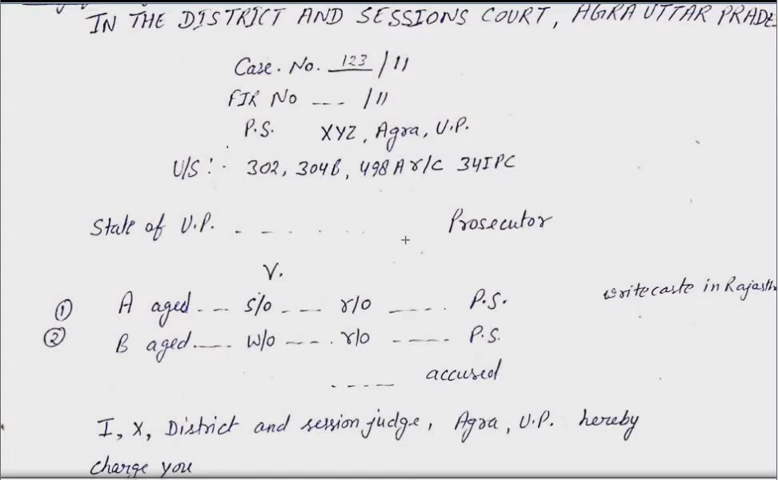 IN THE DISTRICT AND SESSIONS COURT, AGRA UTTAR PRADE
Case. No. 123/11
FIR No --- /11
P.S. XYZ, Agra, U.P.
U/S:- 302, 304B, 498A r/c 34IPC
State of U.P. - - - - - Prosecutor
V.
① A aged --- s/o --- r/o ----- P.S.
write caste in Rajasth
② B aged ---- w/o ---- r/o ---- P.S.
---- accused
I, X, District and session judge, Agra, U.P. hereby
charge you